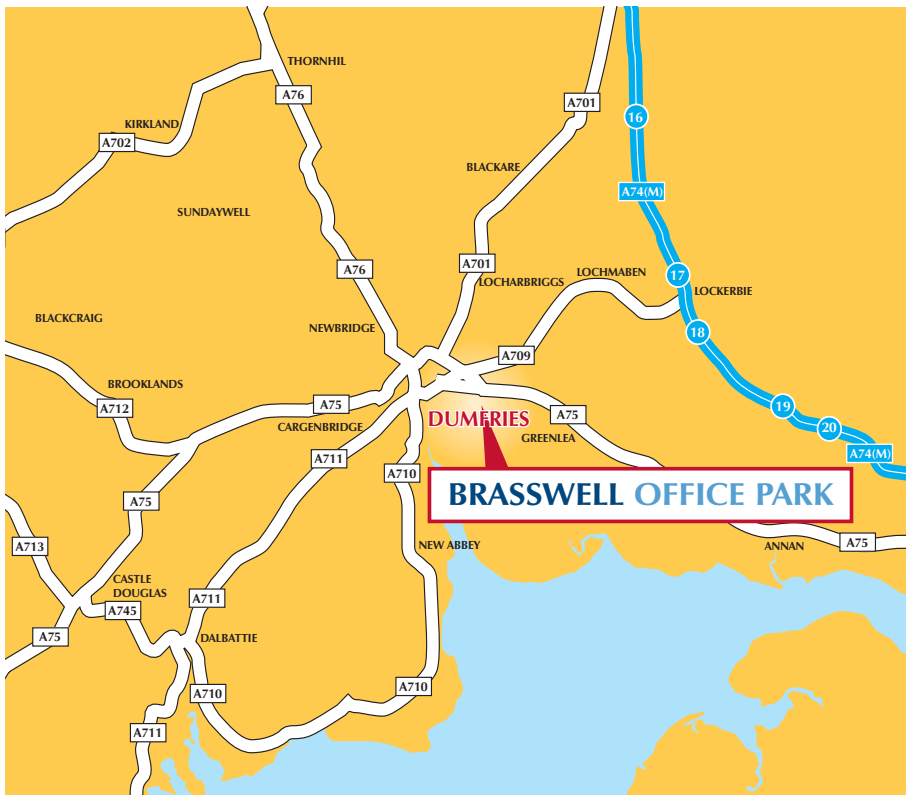 THORNHIL
A76
A701
16
KIRKLAND
A702
BLACKARE
A74(M)
SUNDAYWELL
A76
A701
LOCHMABEN
17
LOCHARBRIGGS
LOCKERBIE
BLACKCRAIG
NEWBRIDGE
18
A709
BROOKLANDS
A712
A75
A75
19
CARGENBRIDGE
DUMFRIES
GREENLEA
20
A711
A74(M)
A710
BRASSWELL OFFICE PARK
A75
A713
NEW ABBEY
ANNAN
A75
CASTLE
DOUGLAS
A711
A745
A75
DALBATTIE
A710
A710
A711